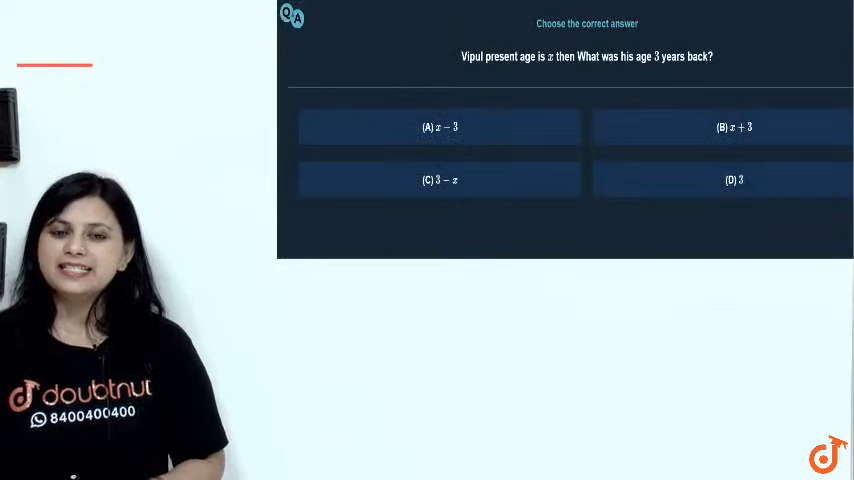 Q A
Choose the correct answer
Vipul present age is x then What was his age 3 years back?
(A) x − 3
(B) x + 3
(C) 3 − x
(D) 3
doubtnut
8400400400